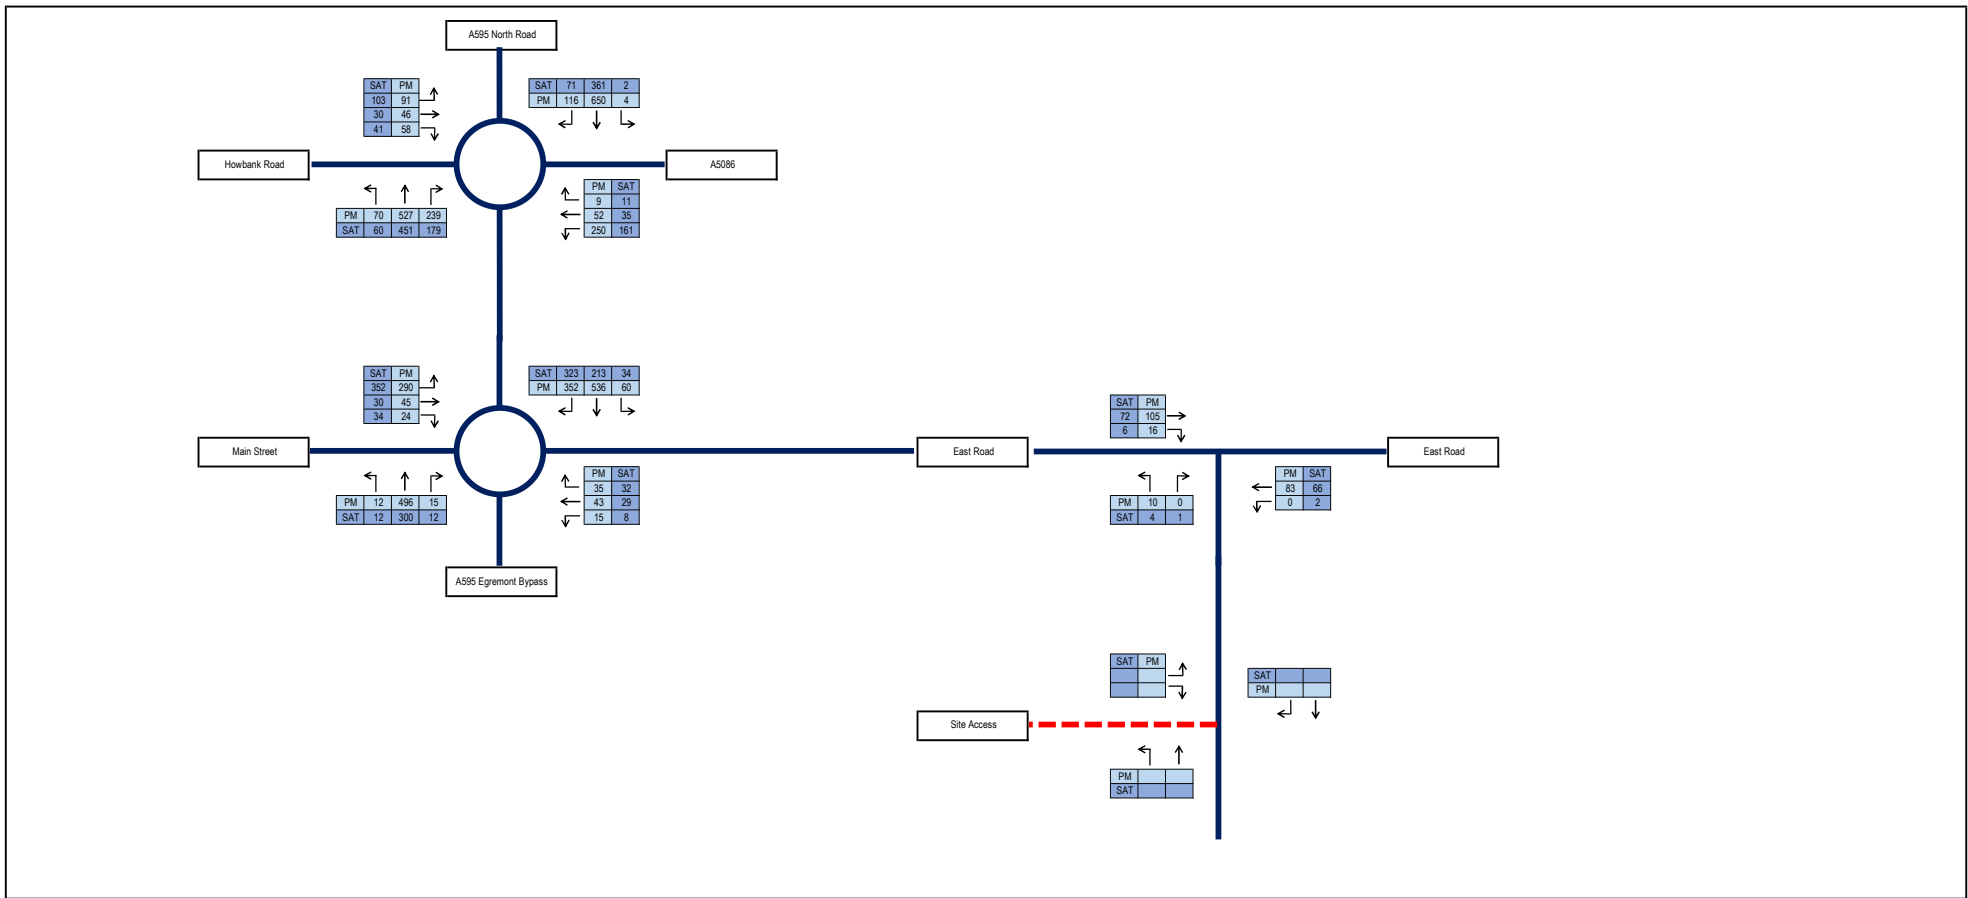 A595 North Road
SAT PM
103 91
30 46
41 58
SAT 71 361 2
PM 116 650 4
Howbank Road
A5086
PM 70 527 239
SAT 60 451 179
PM SAT
9 11
52 35
250 161
SAT PM
352 290
30 45
34 24
SAT 323 213 34
PM 352 536 60
Main Street
East Road
PM 12 496 15
SAT 12 300 12
PM SAT
35 32
43 29
15 8
A595 Egremont Bypass
SAT PM
72 105
6 16
East Road
PM 10 0
SAT 4 1
PM SAT
83 66
0 2
SAT PM
SAT
PM
Site Access
PM
SAT